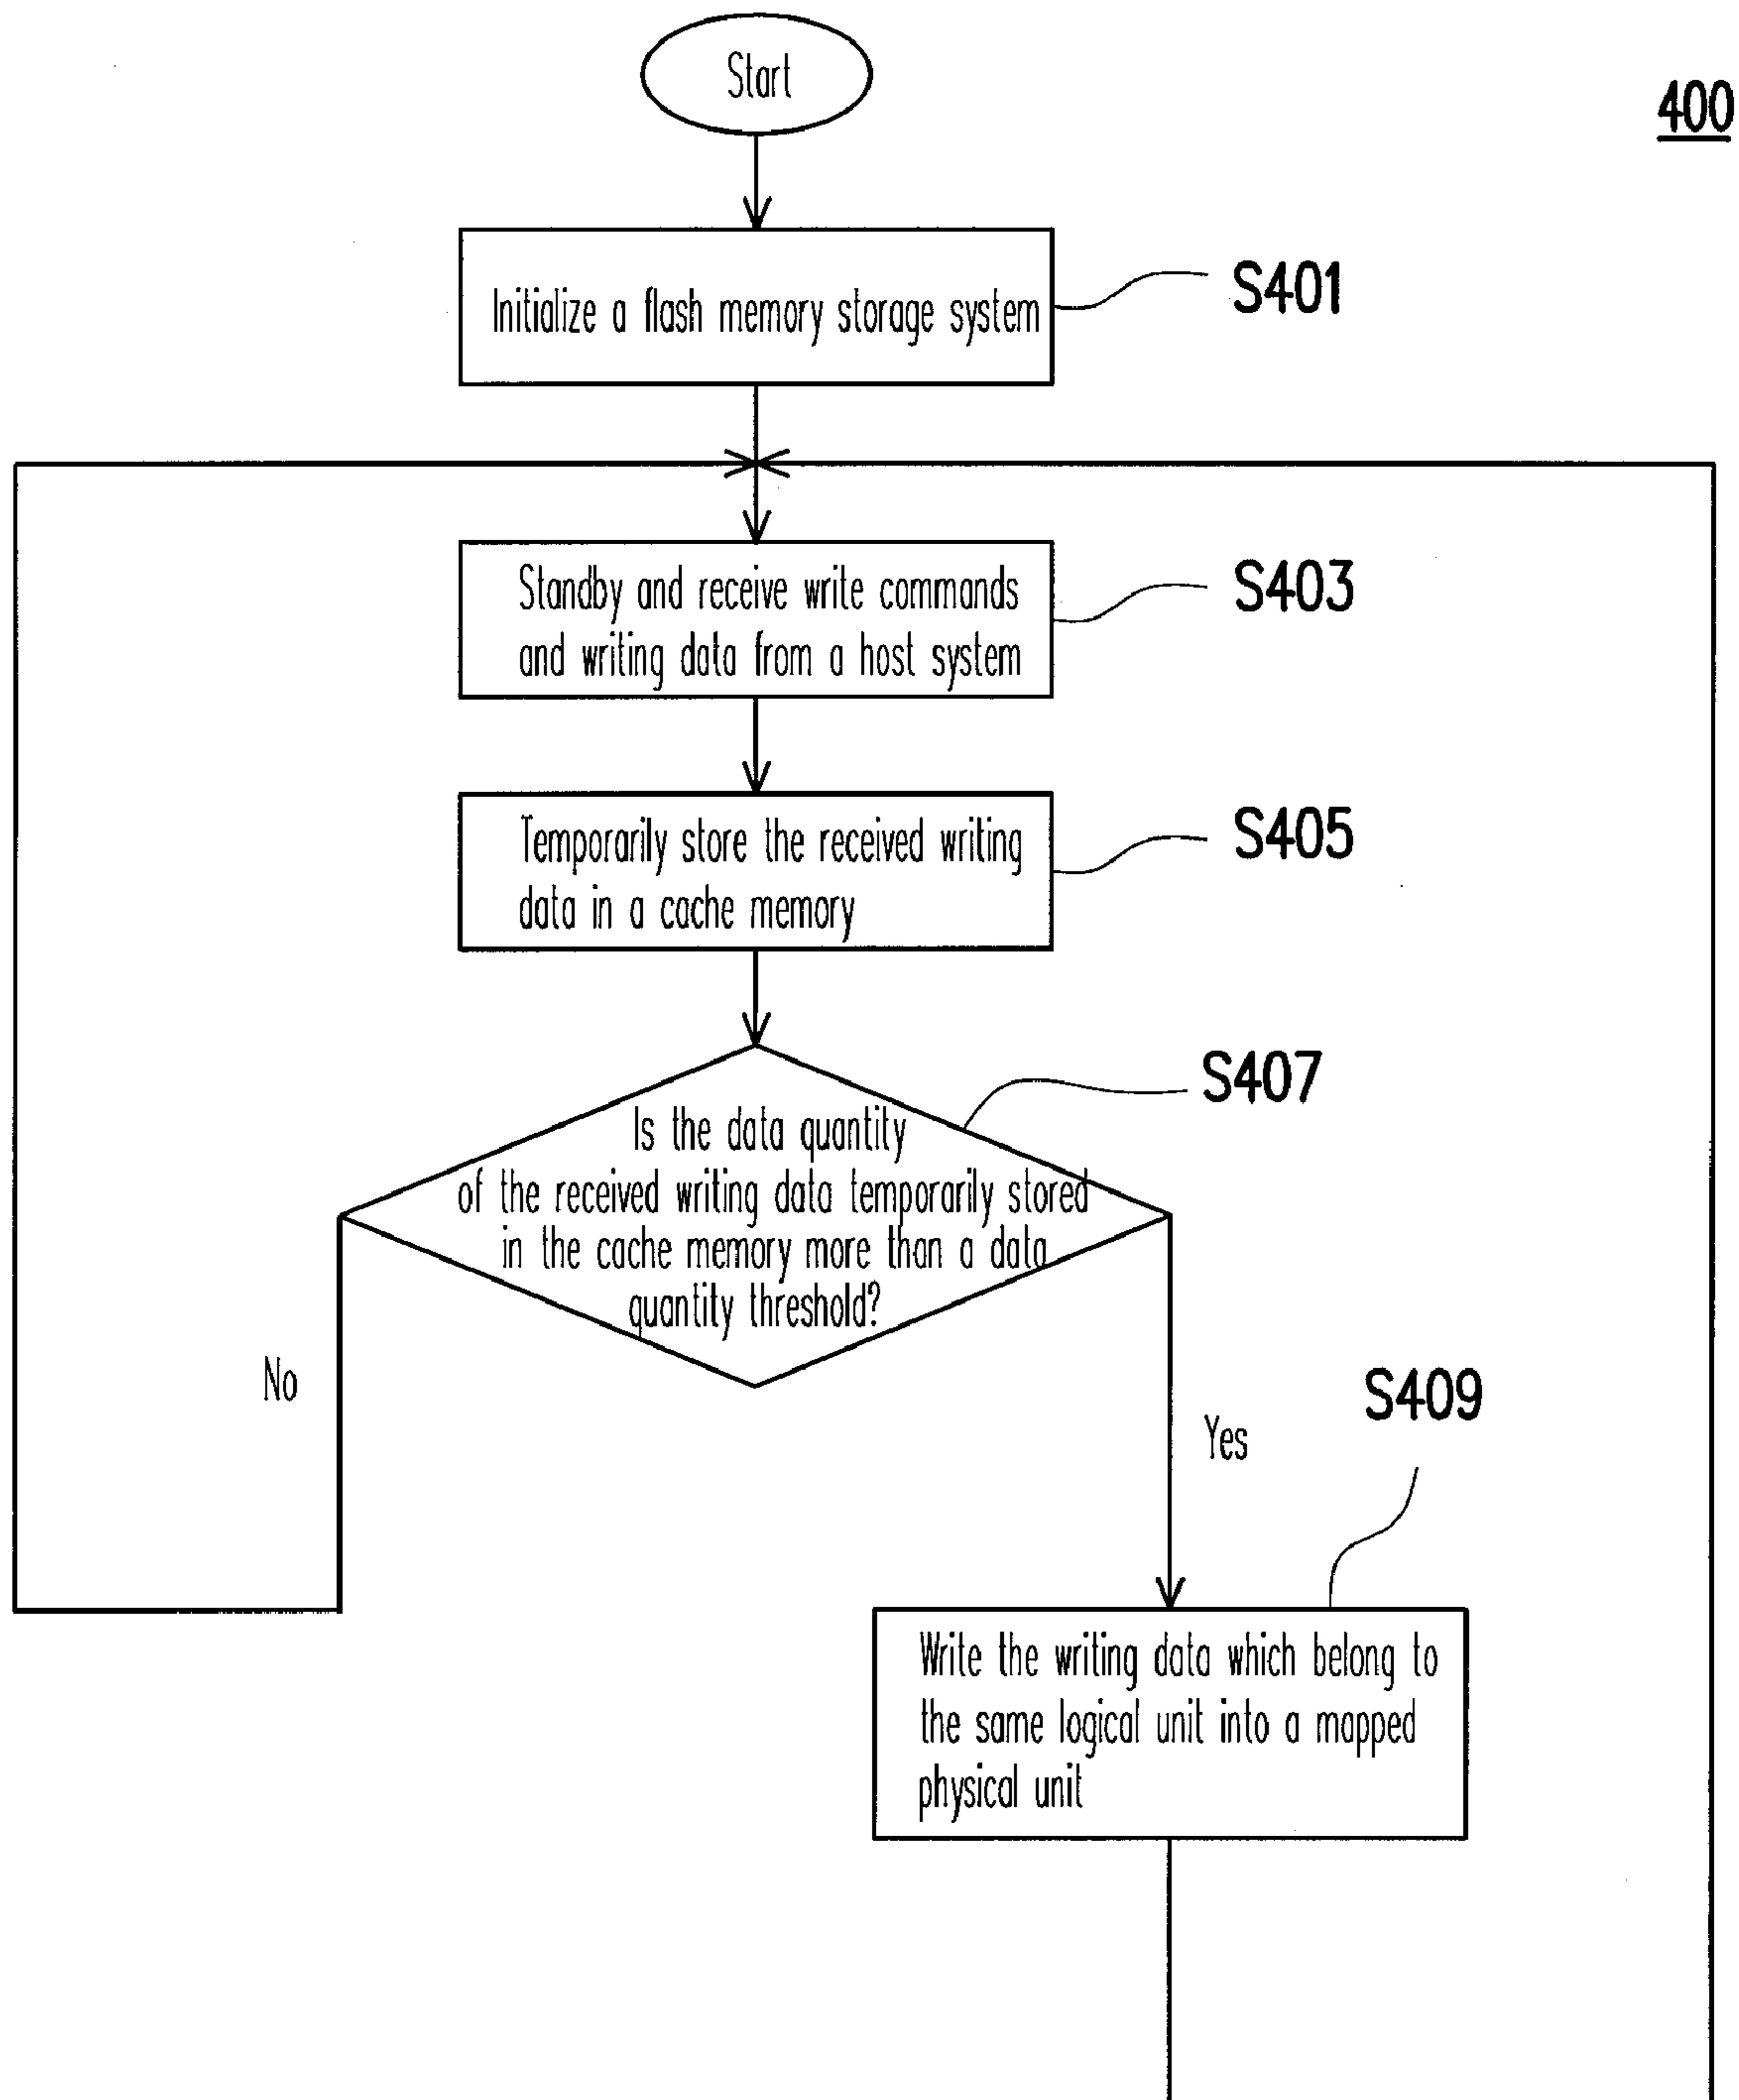 Start
400
Initialize a flash memory storage system
S401
Standby and receive write commands
and writing data from a host system
S403
Temporarily store the received writing
data in a cache memory
S405
Is the data quantity
of the received writing data temporarily stored
in the cache memory more than a data
quantity threshold?
S407
No
Yes
S409
Write the writing data which belong to
the same logical unit into a mapped
physical unit